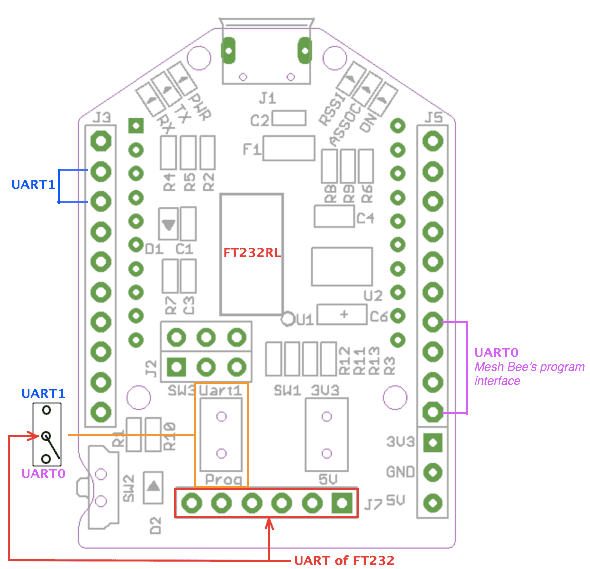 J1
RX
TX
PWR
RSSI
ASSOC
ON
J3
C2
J5
F1
R4
R5
R2
R8
R9
R6
UART1
C4
D1
C1
FT232RL
R7
C3
U2
U1
+
C6
J2
R12
R11
R13
R3
UART0
Mesh Bee's program
interface
SW3
Uart1
SW1
3V3
UART1
R1
R10
3V3
UART0
Prog
5V
GND
SW2
5V
D2
J7
UART of FT232